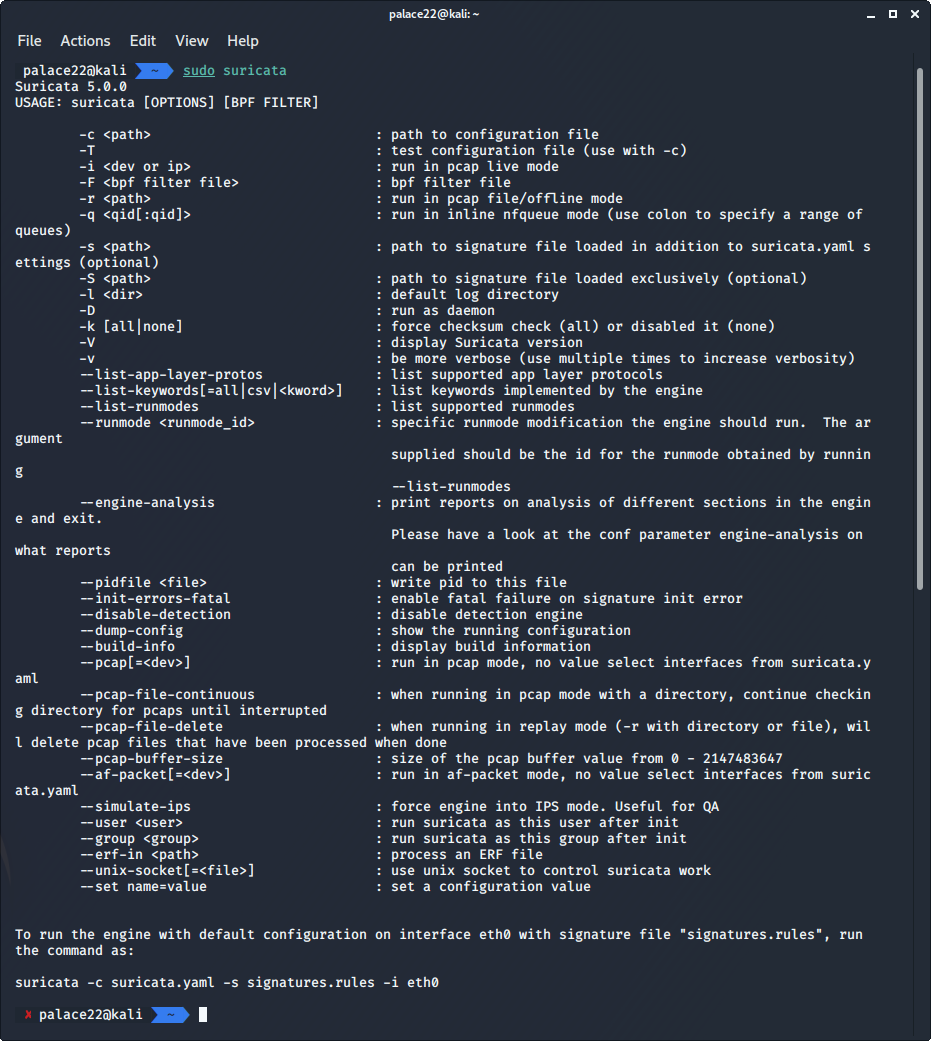 palace22@kali: ~
File Actions Edit View Help
palace22@kali ~ sudo suricata
Suricata 5.0.0
USAGE: suricata [OPTIONS] [BPF FILTER]
-c <path> : path to configuration file
-T : test configuration file (use with -c)
-i <dev or ip> : run in pcap live mode
-F <bpf filter file> : bpf filter file
-r <path> : run in pcap file/offline mode
-q <qid[:qid]> : run in inline nfqueue mode (use colon to specify a range of
queues)
-s <path> : path to signature file loaded in addition to suricata.yaml s
ettings (optional)
-S <path> : path to signature file loaded exclusively (optional)
-l <dir> : default log directory
-D : run as daemon
-k [all|none] : force checksum check (all) or disabled it (none)
-V : display Suricata version
-v : be more verbose (use multiple times to increase verbosity)
--list-app-layer-protos : list supported app layer protocols
--list-keywords[=all|csv|<kword>] : list keywords implemented by the engine
--list-runmodes : list supported runmodes
--runmode <runmode_id> : specific runmode modification the engine should run.  The ar
gument
supplied should be the id for the runmode obtained by runnin
g
--list-runmodes
--engine-analysis : print reports on analysis of different sections in the engin
e and exit.
Please have a look at the conf parameter engine-analysis on
what reports
can be printed
--pidfile <file> : write pid to this file
--init-errors-fatal : enable fatal failure on signature init error
--disable-detection : disable detection engine
--dump-config : show the running configuration
--build-info : display build information
--pcap[=<dev>] : run in pcap mode, no value select interfaces from suricata.y
aml
--pcap-file-continuous : when running in pcap mode with a directory, continue checkin
g directory for pcaps until interrupted
--pcap-file-delete : when running in replay mode (-r with directory or file), wil
l delete pcap files that have been processed when done
--pcap-buffer-size : size of the pcap buffer value from 0 - 2147483647
--af-packet[=<dev>] : run in af-packet mode, no value select interfaces from suric
ata.yaml
--simulate-ips : force engine into IPS mode. Useful for QA
--user <user> : run suricata as this user after init
--group <group> : run suricata as this group after init
--erf-in <path> : process an ERF file
--unix-socket[=<file>] : use unix socket to control suricata work
--set name=value : set a configuration value
To run the engine with default configuration on interface eth0 with signature file "signatures.rules", run
the command as:
suricata -c suricata.yaml -s signatures.rules -i eth0
✘ palace22@kali ~